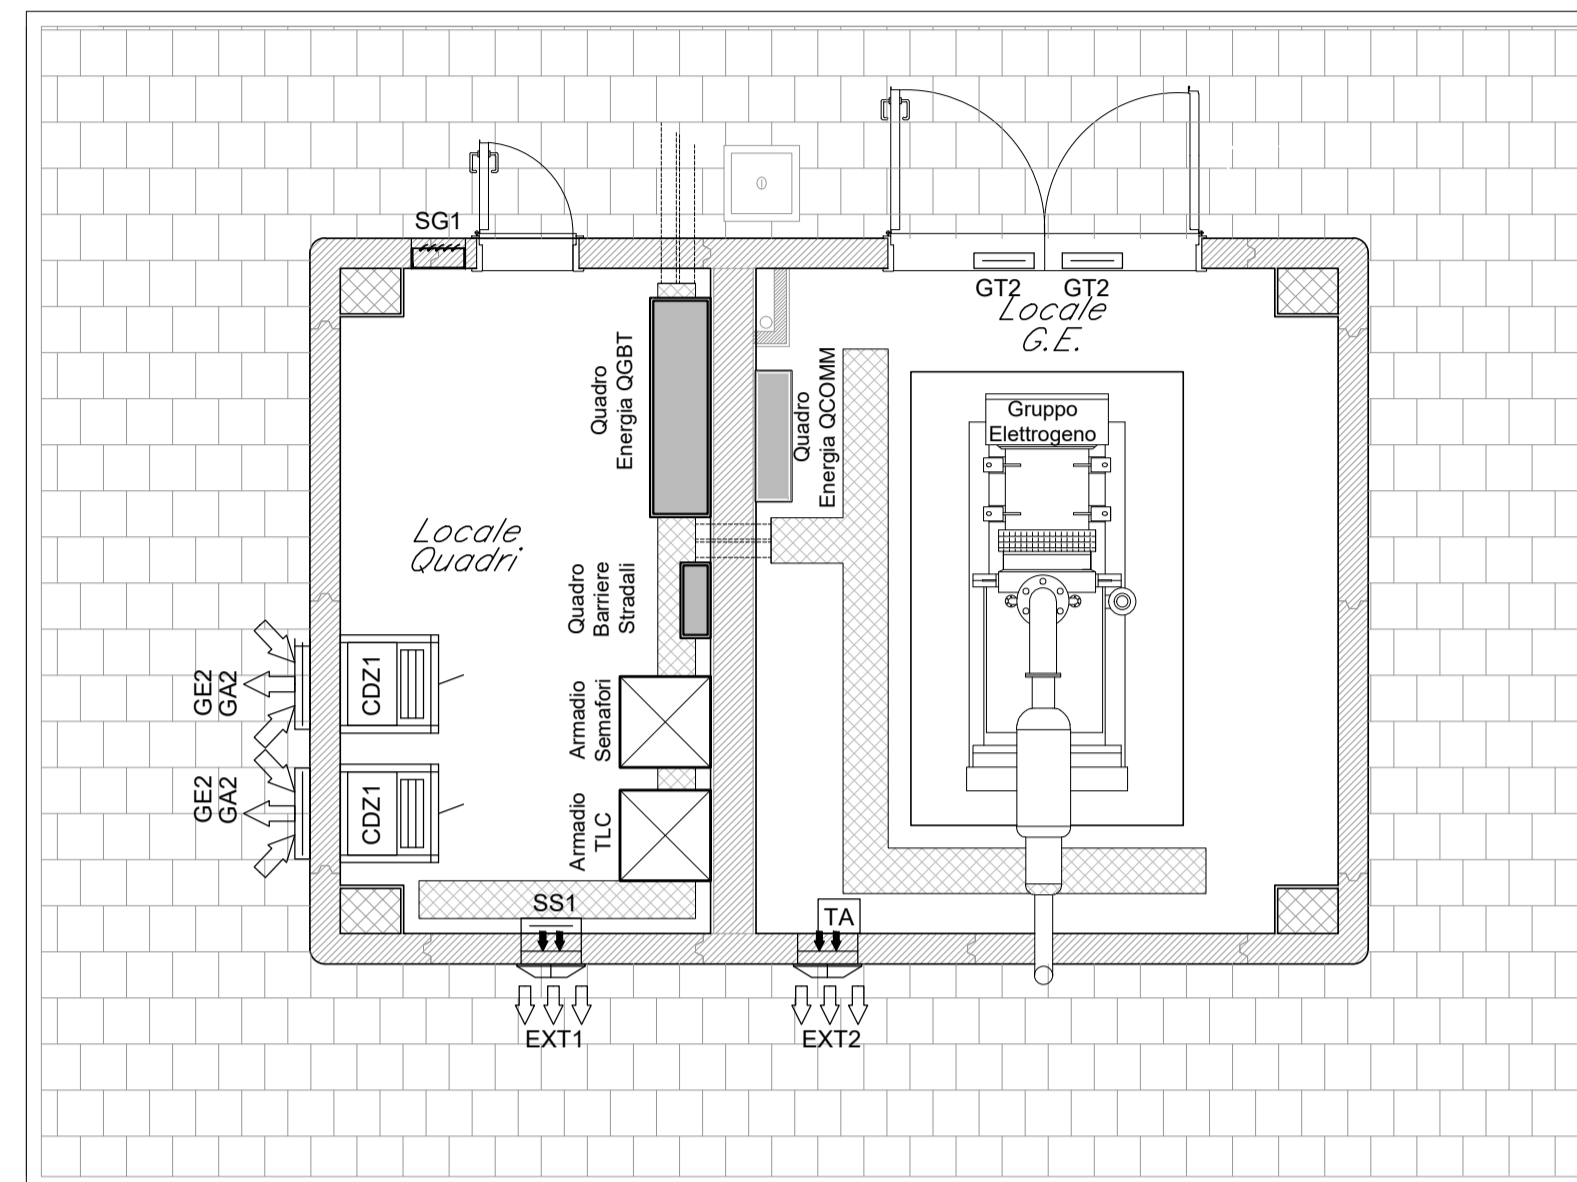 SG1
GT2
GT2
Locale
G.E.
Quadro
Energia QGBT
Quadro
Energia QCOMM
Gruppo
Elettrogeno
Locale
Quadri
Quadro
Barriere
Stradali
GE2
GA2
CDZ1
Armadio
Semafori
GE2
GA2
CDZ1
Armadio
TLC
SS1
TA
EXT1
EXT2